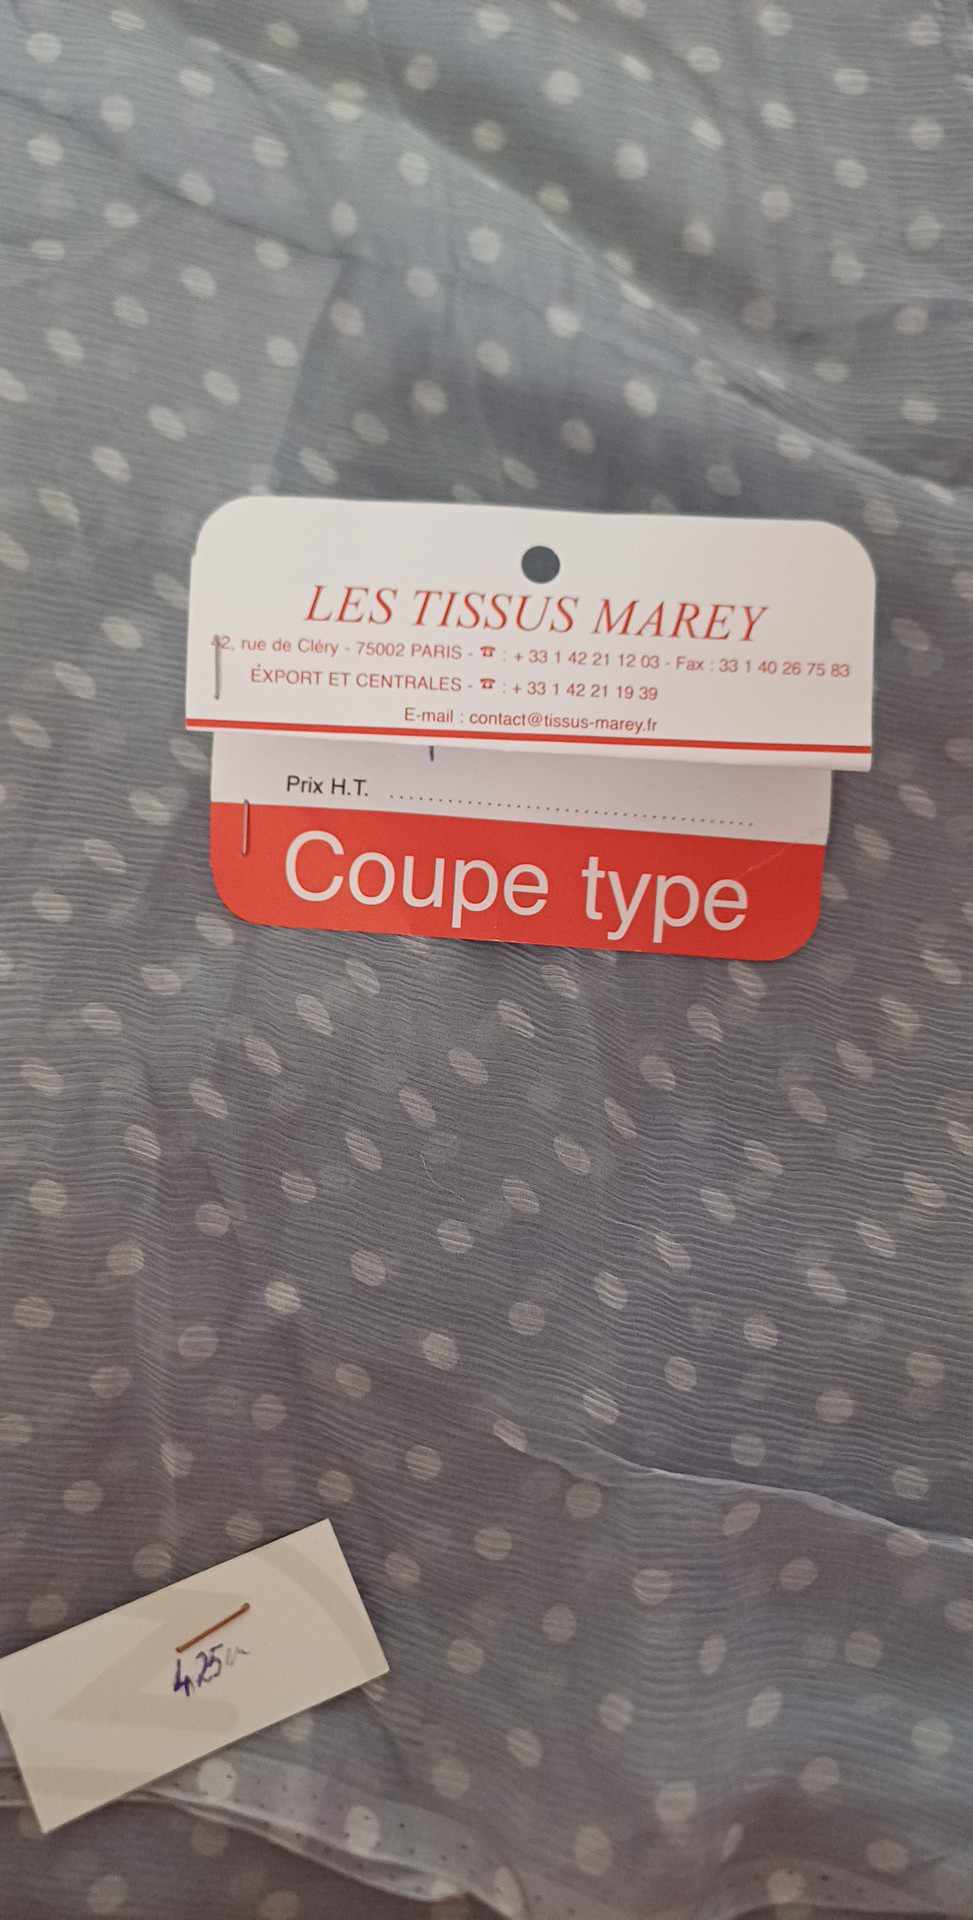 LES TISSUS MAREY
42, rue de Cléry - 75002 PARIS - ☎ : + 33 1 42 21 12 03 - Fax : 33 1 40 26 75 83
EXPORT ET CENTRALES - ☎ : + 33 1 42 21 19 39
E-mail : contact@tissus-marey.fr
Prix H.T. ........................................
Coupe type
4,25m